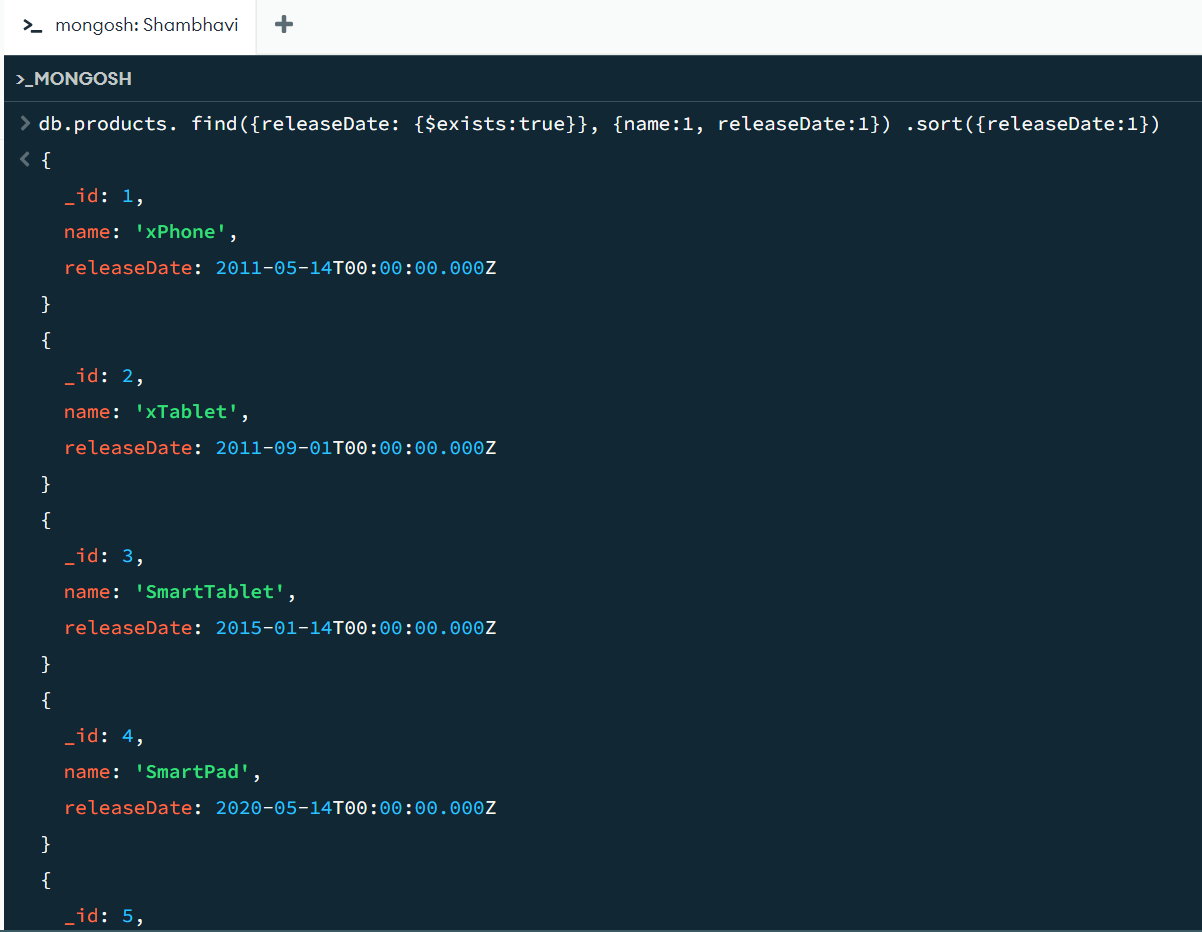 >_ mongosh: Shambhavi +
>_MONGOSH
> db.products. find({releaseDate: {$exists:true}}, {name:1, releaseDate:1}) .sort({releaseDate:1})
< {
_id: 1,
name: 'xPhone',
releaseDate: 2011-05-14T00:00:00.000Z
}
{
_id: 2,
name: 'xTablet',
releaseDate: 2011-09-01T00:00:00.000Z
}
{
_id: 3,
name: 'SmartTablet',
releaseDate: 2015-01-14T00:00:00.000Z
}
{
_id: 4,
name: 'SmartPad',
releaseDate: 2020-05-14T00:00:00.000Z
}
{
_id: 5,